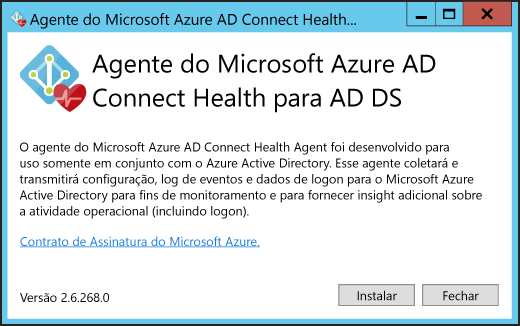 Agente do Microsoft Azure AD Connect Health...
Agente do Microsoft Azure AD
Connect Health para AD DS
O agente do Microsoft Azure AD Connect Health Agent foi desenvolvido para
uso somente em conjunto com o Azure Active Directory. Esse agente coletará e
transmitirá configuração, log de eventos e dados de logon para o Microsoft Azure
Active Directory para fins de monitoramento e para fornecer insight adicional sobre
a atividade operacional (incluindo logon).
Contrato de Assinatura do Microsoft Azure.
Versão 2.6.268.0
Instalar
Fechar